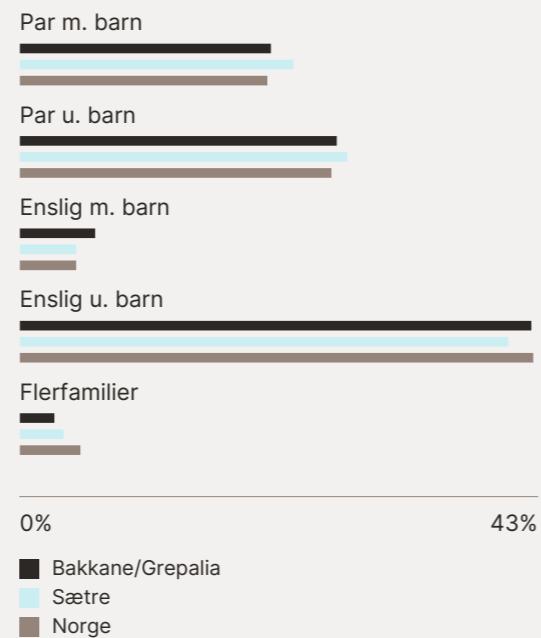 Par m. barn
Par u. barn
Enslig m. barn
Enslig u. barn
Flerfamilier
0% 43%
Bakkane/Grepalia
Sætre
Norge